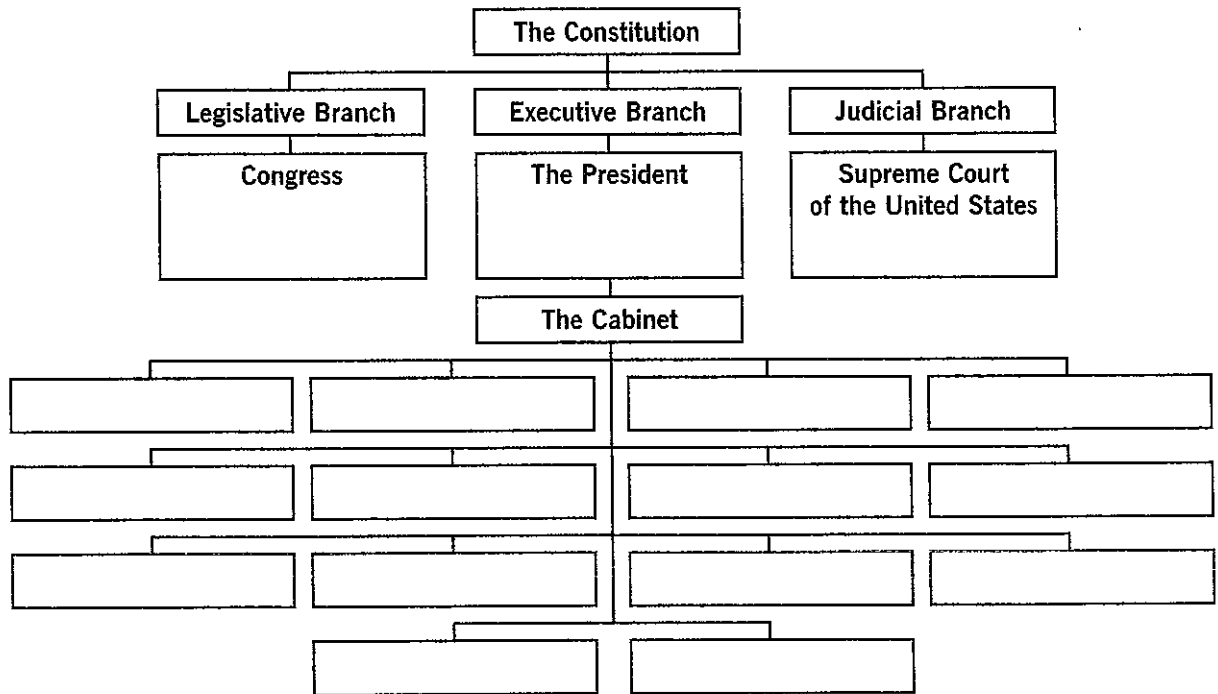 The Constitution
Legislative Branch
Executive Branch
Judicial Branch
Congress
The President
Supreme Court
of the United States
The Cabinet